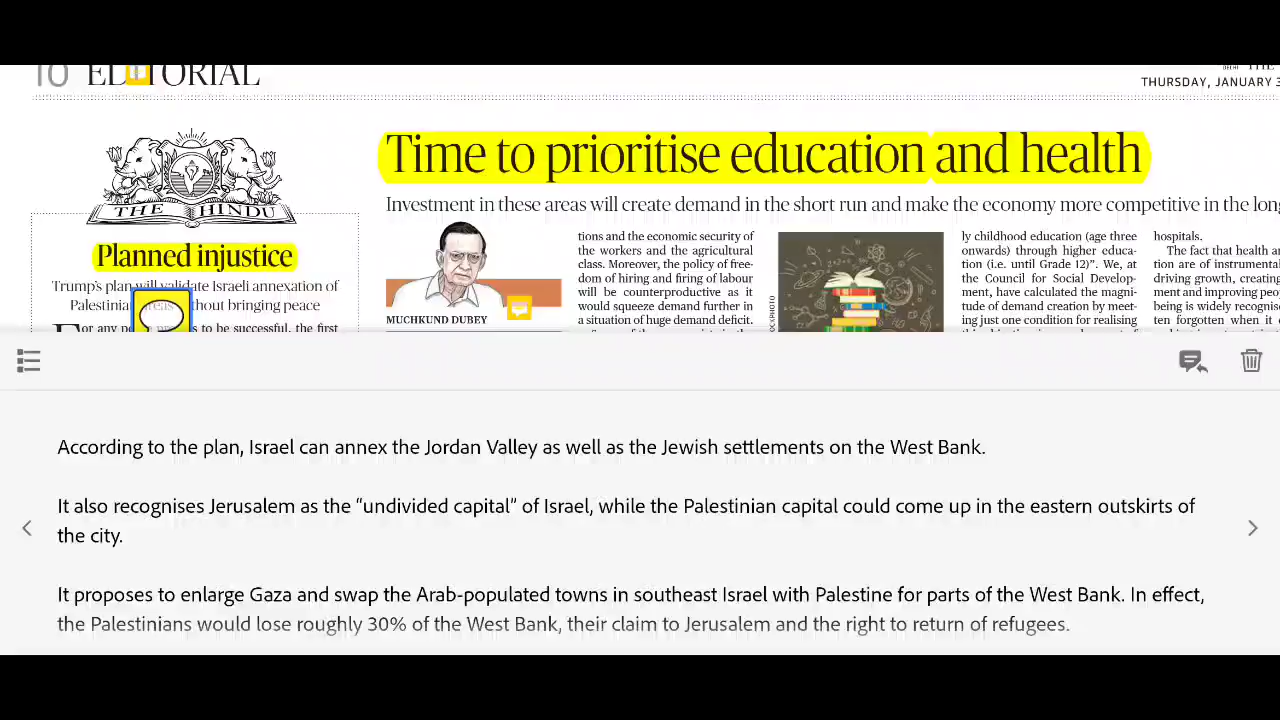 10 EDITORIAL
THURSDAY, JANUARY 3
THE HINDU
Planned injustice
Trump's plan will validate Israeli annexation of
Palestinian areas without bringing peace
For any peace to be successful, the first
Time to prioritise education and health
Investment in these areas will create demand in the short run and make the economy more competitive in the long
MUCHKUND DUBEY
tions and the economic security of
the workers and the agricultural
class. Moreover, the policy of free-
dom of hiring and firing of labour
will be counterproductive as it
would squeeze demand further in
a situation of huge demand deficit.
ly childhood education (age three
onwards) through higher educa-
tion (i.e. until Grade 12)”. We, at
the Council for Social Develop-
ment, have calculated the magni-
tude of demand creation by meet-
ing just one condition for realising
hospitals.
The fact that health a
tion are of instrumental
driving growth, creating
ment and improving peo
being is widely recognis
ten forgotten when it c
According to the plan, Israel can annex the Jordan Valley as well as the Jewish settlements on the West Bank.
It also recognises Jerusalem as the “undivided capital” of Israel, while the Palestinian capital could come up in the eastern outskirts of
the city.
It proposes to enlarge Gaza and swap the Arab-populated towns in southeast Israel with Palestine for parts of the West Bank. In effect,
the Palestinians would lose roughly 30% of the West Bank, their claim to Jerusalem and the right to return of refugees.